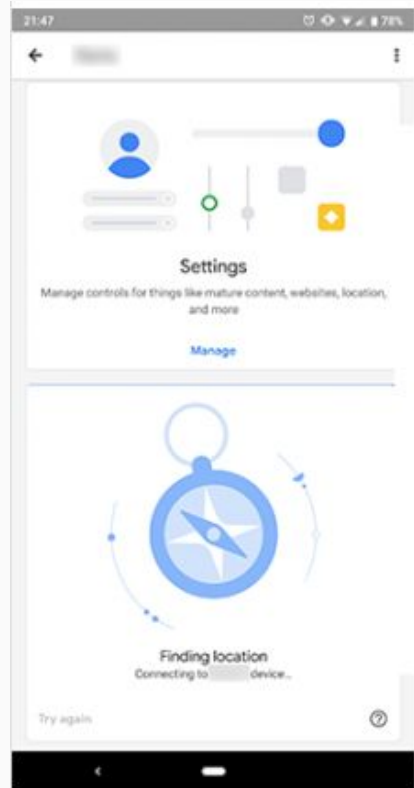 21:47
78%
Settings
Manage controls for things like mature content, websites, location,
and more
Manage
Finding location
Connecting to device...
Try again